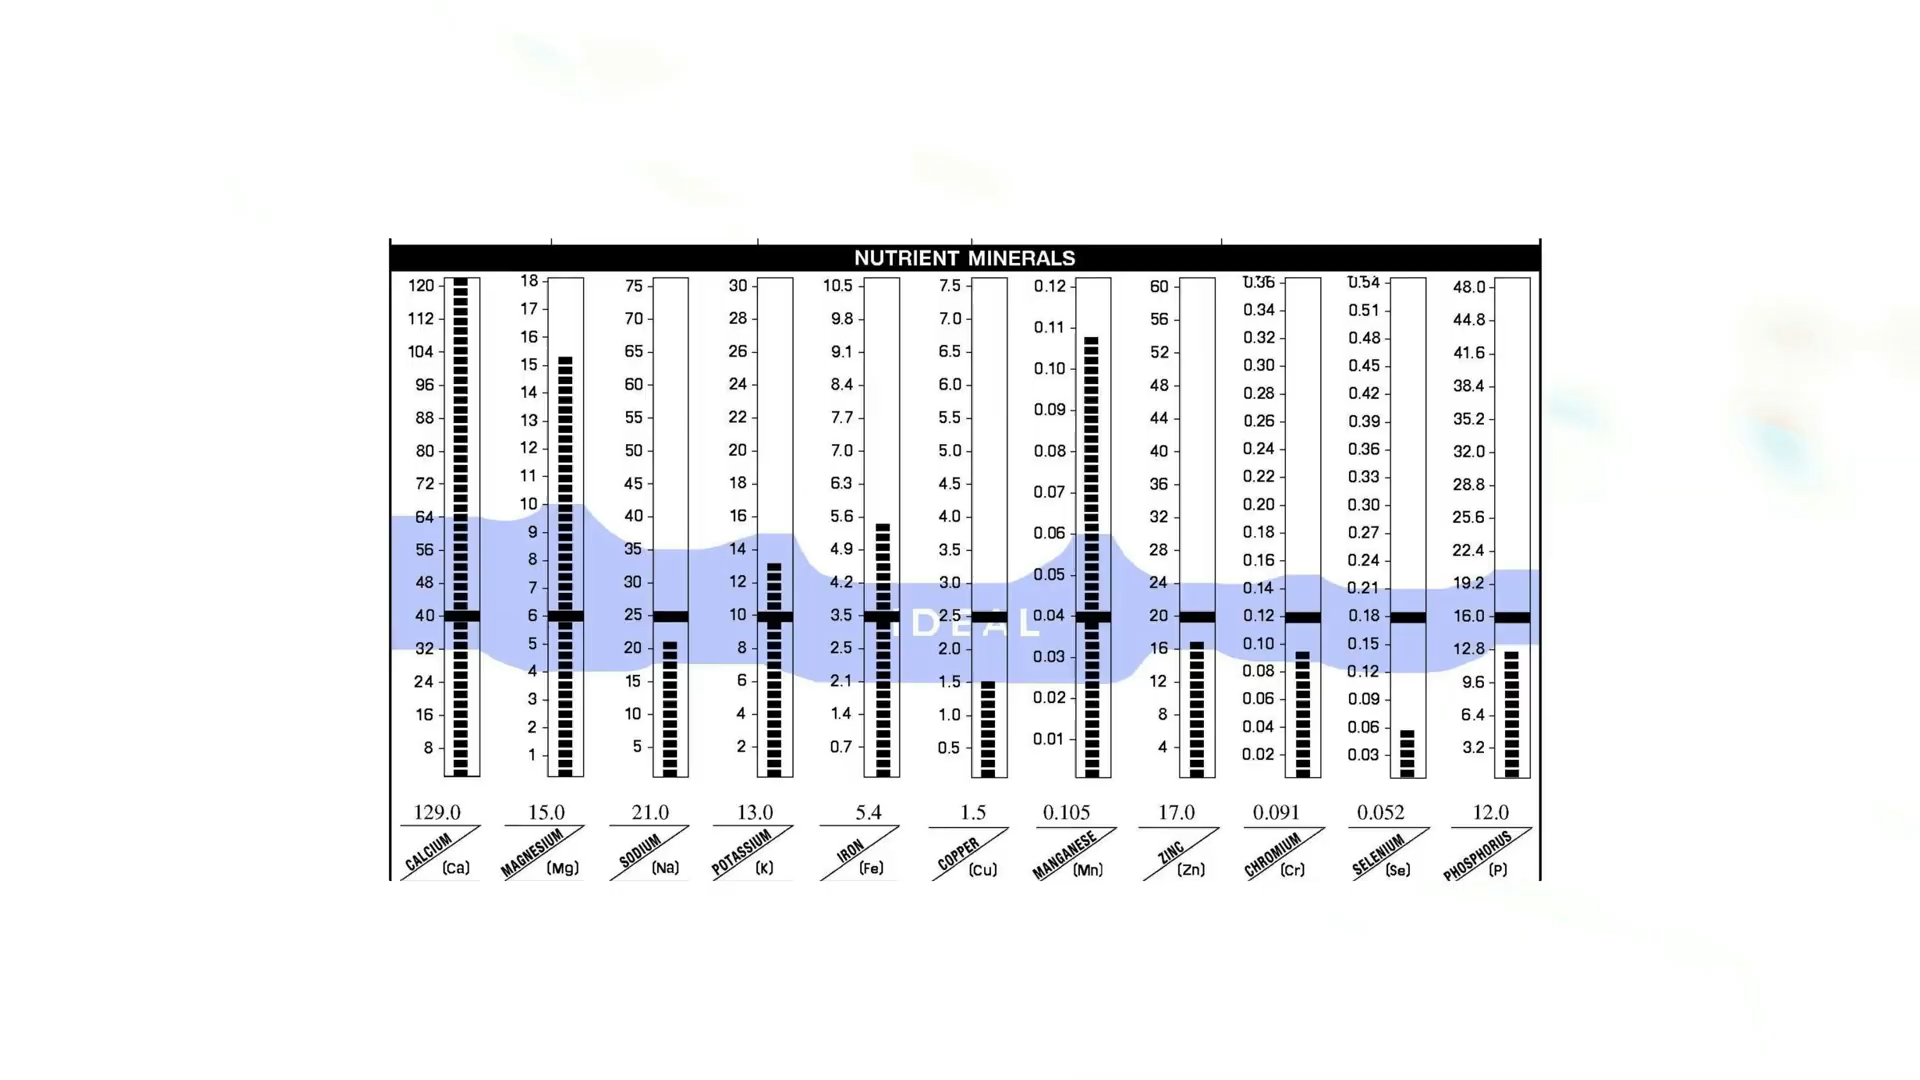 NUTRIENT MINERALS
120 18 75 30 10.5 7.5 0.12 60 0.36 0.54 48.0
112 17 70 28 9.8 7.0 0.11 56 0.34 0.51 44.8
104 16 65 26 9.1 6.5 0.10 52 0.32 0.48 41.6
96 15 60 24 8.4 6.0 0.09 48 0.30 0.45 38.4
88 14 55 22 7.7 5.5 0.08 44 0.28 0.42 35.2
80 13 50 20 7.0 5.0 0.07 40 0.26 0.39 32.0
72 12 45 18 6.3 4.5 0.06 36 0.24 0.36 28.8
64 11 40 16 5.6 4.0 0.05 32 0.22 0.33 25.6
56 10 35 14 4.9 3.5 0.04 28 0.20 0.30 22.4
48 9 30 12 4.2 3.0 0.03 24 0.18 0.27 19.2
40 8 25 10 3.5 2.5 0.02 20 0.16 0.24 16.0
32 7 20 8 2.5 2.0 0.01 16 0.14 0.21 12.8
24 6 15 6 2.1 1.5 12 0.12 0.18 9.6
16 5 10 4 1.4 1.0 8 0.10 0.15 6.4
8 4 5 2 0.7 0.5 4 0.08 0.12 3.2
3 0.06 0.09
2 0.04 0.06
1 0.02 0.03
IDEAL
129.0 15.0 21.0 13.0 5.4 1.5 0.105 17.0 0.091 0.052 12.0
CALCIUM MAGNESIUM SODIUM POTASSIUM IRON COPPER MANGANESE ZINC CHROMIUM SELENIUM PHOSPHORUS
(Ca) (Mg) (Na) (K) (Fe) (Cu) (Mn) (Zn) (Cr) (Se) (P)